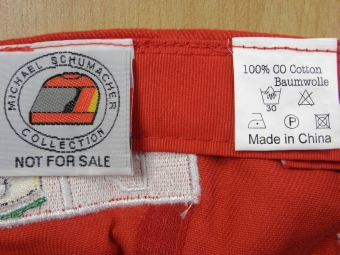 MICHAEL SCHUMACHER
COLLECTION
NOT FOR SALE
100% CO Cotton
Baumwolle
30
P
Made in China